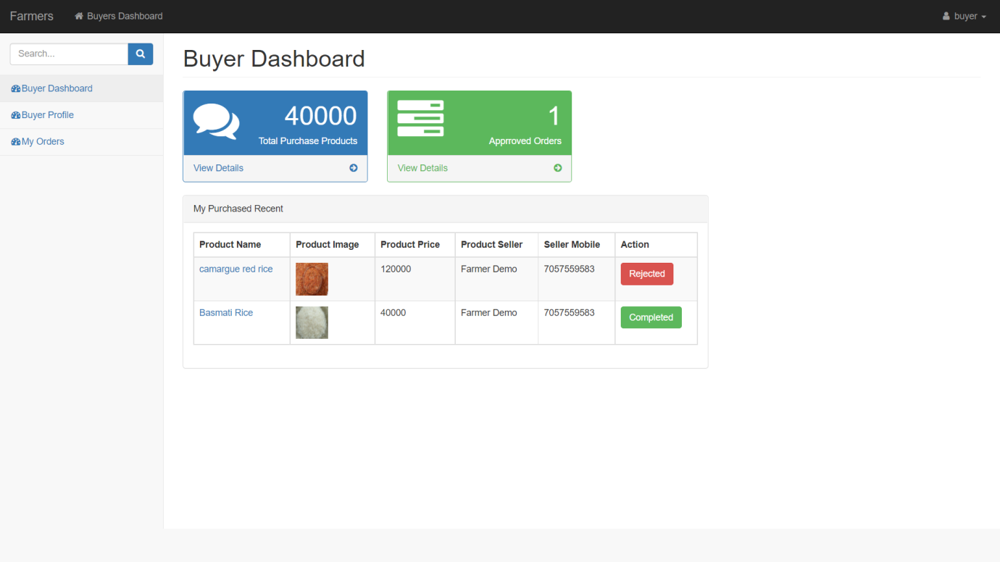 Farmers Buyers Dashboard buyer
Search...
Buyer Dashboard
Buyer Profile
My Orders
Buyer Dashboard
40000
Total Purchase Products
View Details
1
Apprroved Orders
View Details
My Purchased Recent
Product Name Product Image Product Price Product Seller Seller Mobile Action
camargue red rice 120000 Farmer Demo 7057559583 Rejected
Basmati Rice 40000 Farmer Demo 7057559583 Completed